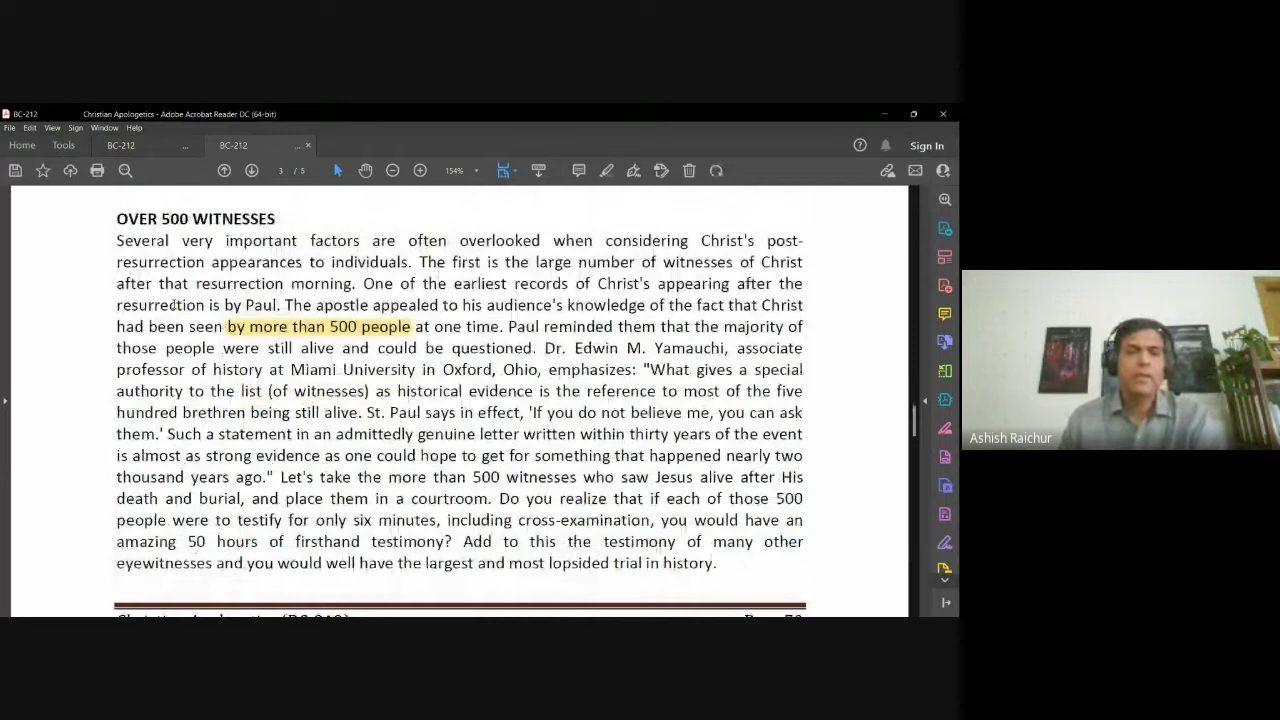 BC-212 Christian Apologetics - Adobe Acrobat Reader DC (64-bit)
File Edit View Sign Window Help
Home Tools BC-212 ... BC-212 ... × Sign In
3 / 5 154%
OVER 500 WITNESSES
Several very important factors are often overlooked when considering Christ's post-
resurrection appearances to individuals. The first is the large number of witnesses of Christ
after that resurrection morning. One of the earliest records of Christ's appearing after the
resurrection is by Paul. The apostle appealed to his audience's knowledge of the fact that Christ
had been seen by more than 500 people at one time. Paul reminded them that the majority of
those people were still alive and could be questioned. Dr. Edwin M. Yamauchi, associate
professor of history at Miami University in Oxford, Ohio, emphasizes: "What gives a special
authority to the list (of witnesses) as historical evidence is the reference to most of the five
hundred brethren being still alive. St. Paul says in effect, 'If you do not believe me, you can ask
them.' Such a statement in an admittedly genuine letter written within thirty years of the event
is almost as strong evidence as one could hope to get for something that happened nearly two
thousand years ago." Let's take the more than 500 witnesses who saw Jesus alive after His
death and burial, and place them in a courtroom. Do you realize that if each of those 500
people were to testify for only six minutes, including cross-examination, you would have an
amazing 50 hours of firsthand testimony? Add to this the testimony of many other
eyewitnesses and you would well have the largest and most lopsided trial in history.
Ashish Raichur